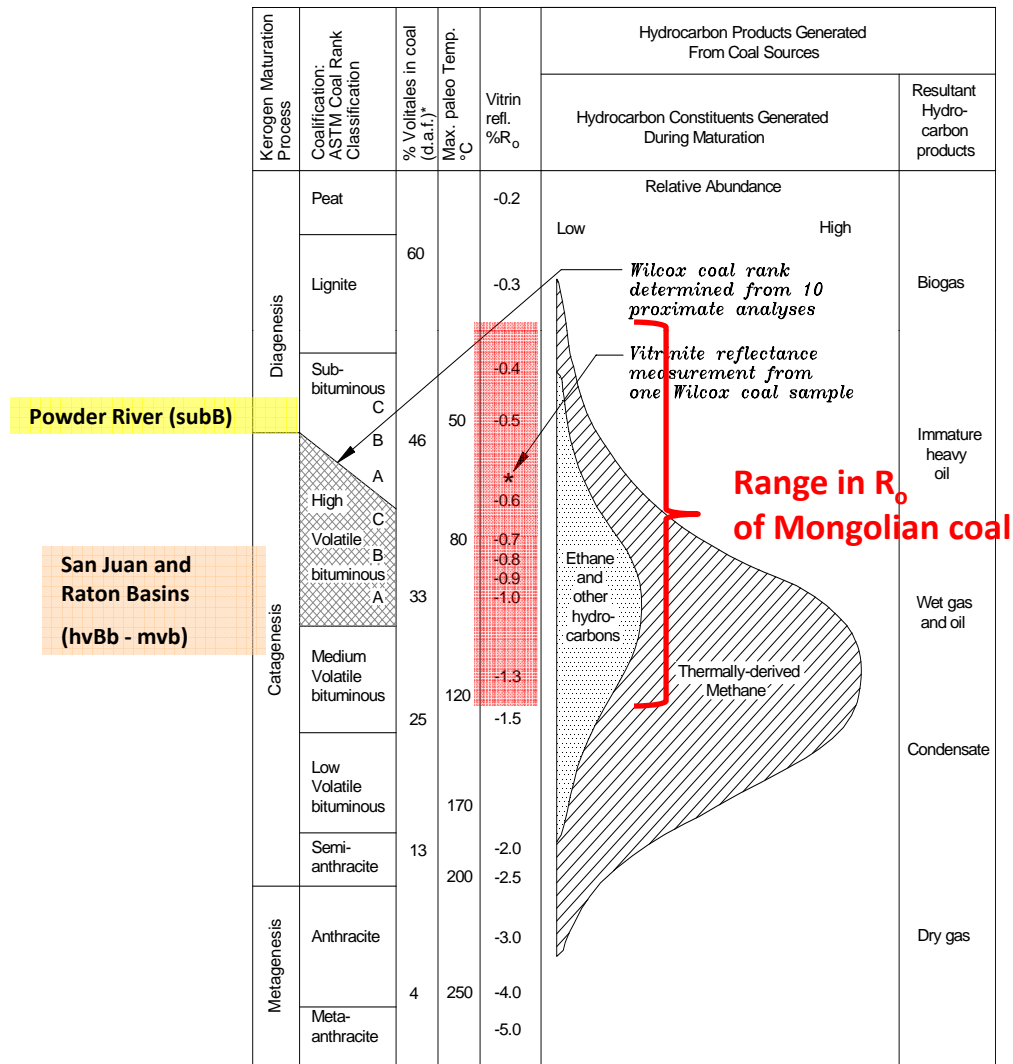 Kerogen Maturation
Process
Coalification:
ASTM Coal Rank
Classification
% Volitales in coal
(d.a.f.)*
Max. paleo Temp.
°C
Vitrin
refl.
%Ro
Hydrocarbon Products Generated
From Coal Sources
Hydrocarbon Constituents Generated
During Maturation
Resultant
Hydro-
carbon
products
Relative Abundance
Low
High
Diagenesis
Catagenesis
Metagenesis
Peat
Lignite
Sub-
bituminous
C
B
A
High
C
Volatile
B
bituminous
A
Medium
Volatile
bituminous
Low
Volatile
bituminous
Semi-
anthracite
Anthracite
Meta-
anthracite
60
46
33
25
13
4
50
80
120
170
200
250
-0.2
-0.3
-0.4
-0.5
*
-0.6
-0.7
-0.8
-0.9
-1.0
-1.3
-1.5
-2.0
-2.5
-3.0
-4.0
-5.0
Wilcox coal rank
determined from 10
proximate analyses
Vitrinite reflectance
measurement from
one Wilcox coal sample
Range in Ro
of Mongolian coal
Ethane
and
other
hydro-
carbons
Thermally-derived
Methane
Biogas
Immature
heavy
oil
Wet gas
and oil
Condensate
Dry gas
Powder River (subB)
San Juan and
Raton Basins
(hvBb - mvb)